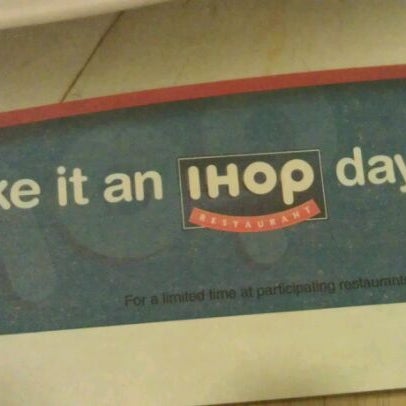 ke it an IHOP day
RESTAURANT
For a limited time at participating restaurants